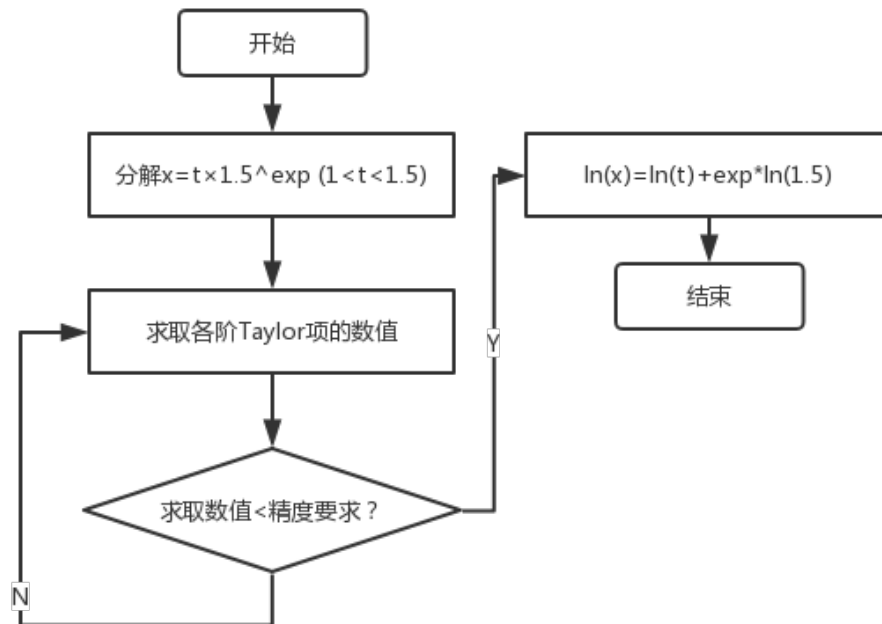 开始
分解x=t×1.5^exp (1<t<1.5)
求取各阶Taylor项的数值
求取数值<精度要求？
N
Y
ln(x)=ln(t)+exp*ln(1.5)
结束